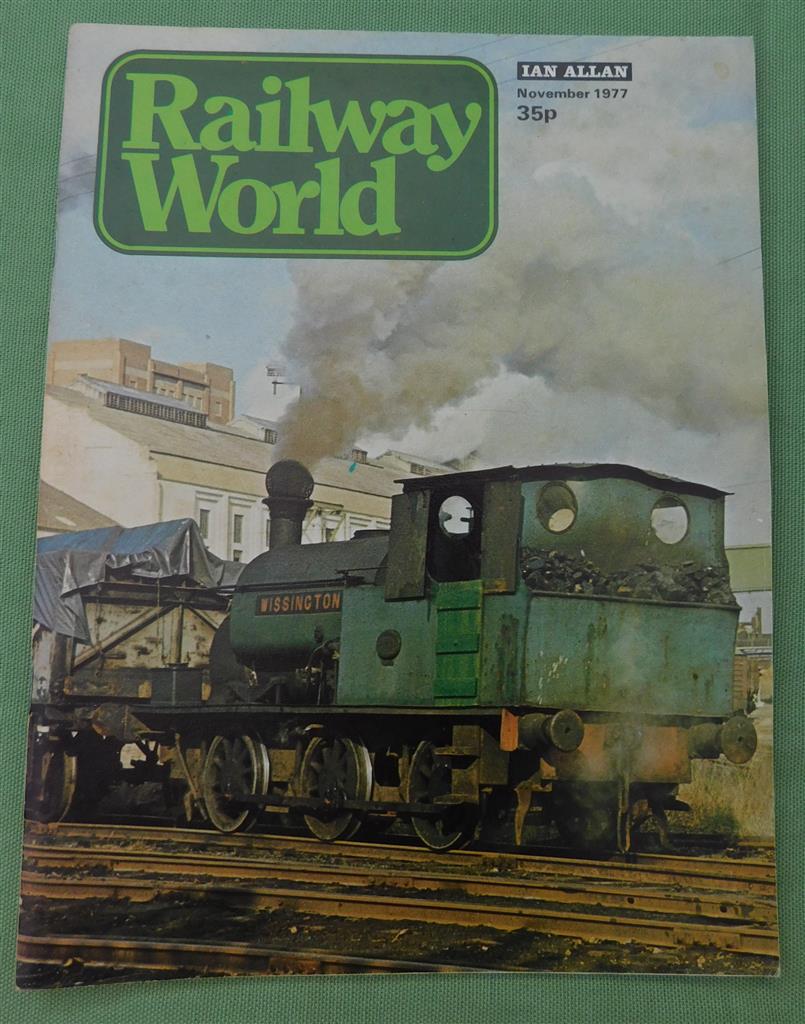 Railway
World
IAN ALLAN
November 1977
35p
WISSINGTON